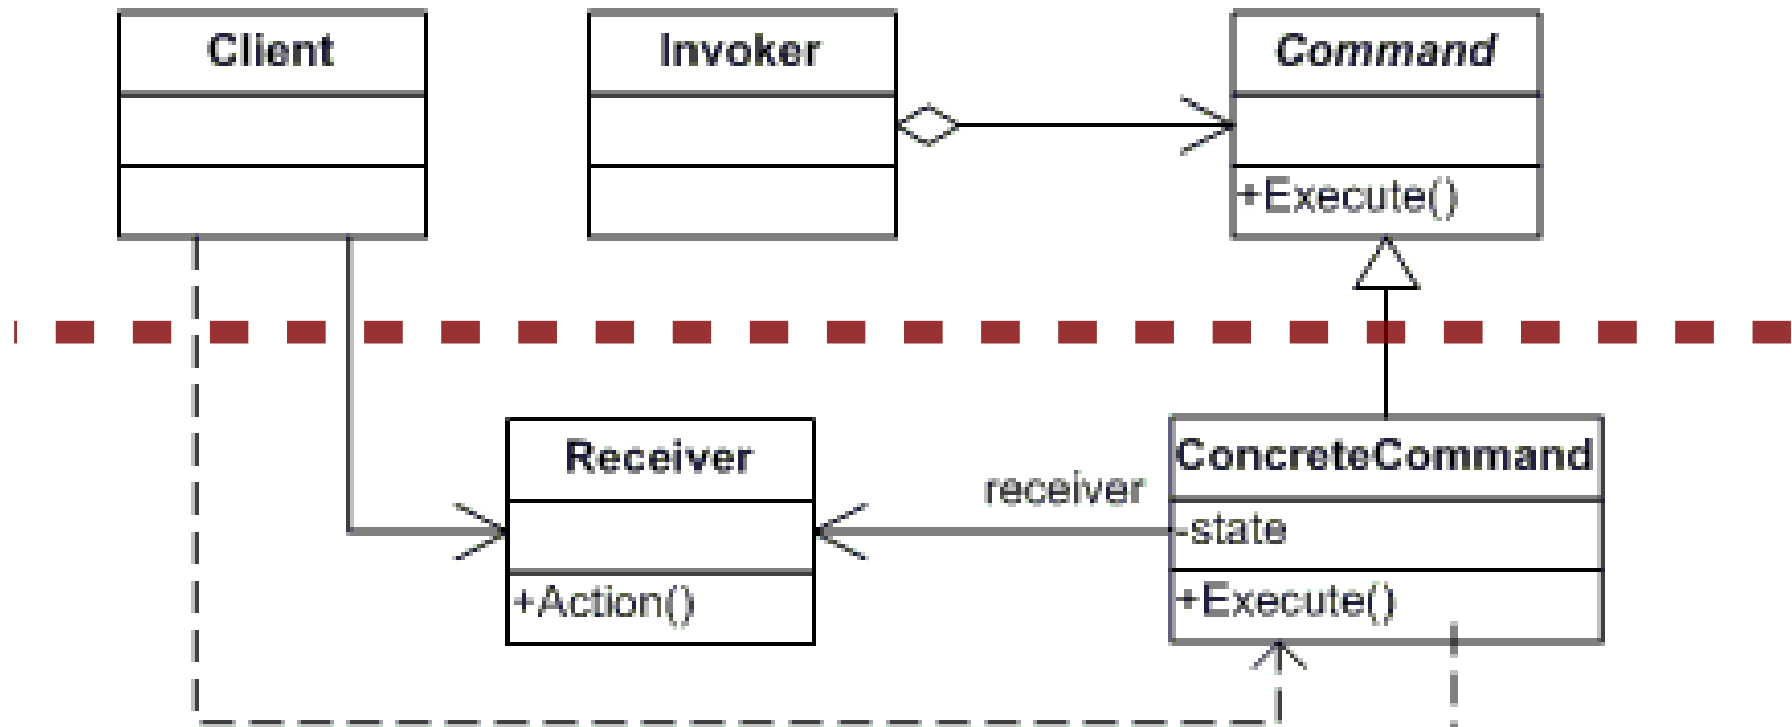 Client
Invoker
Command
+Execute()
Receiver
+Action()
receiver
ConcreteCommand
-state
+Execute()